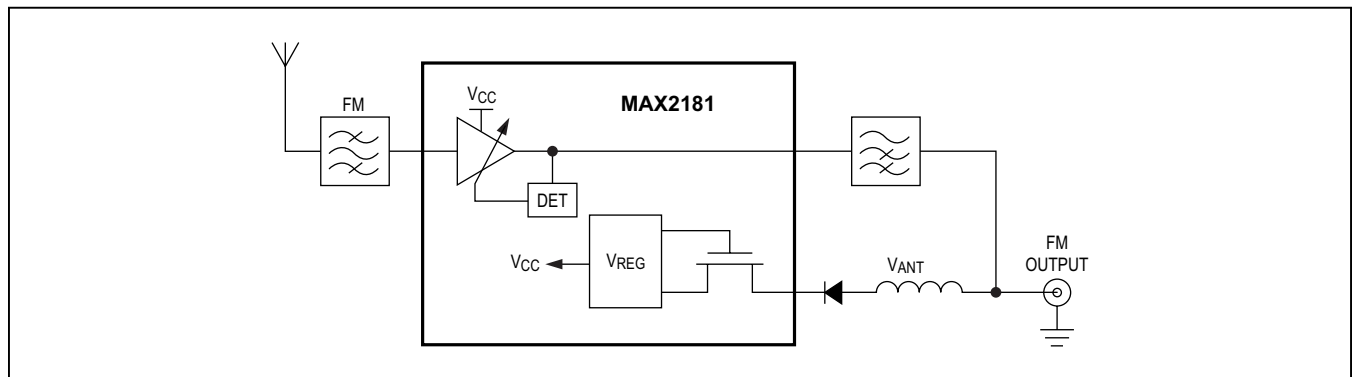 FM
VCC
MAX2181
DET
VCC
VREG
VANT
FM
OUTPUT